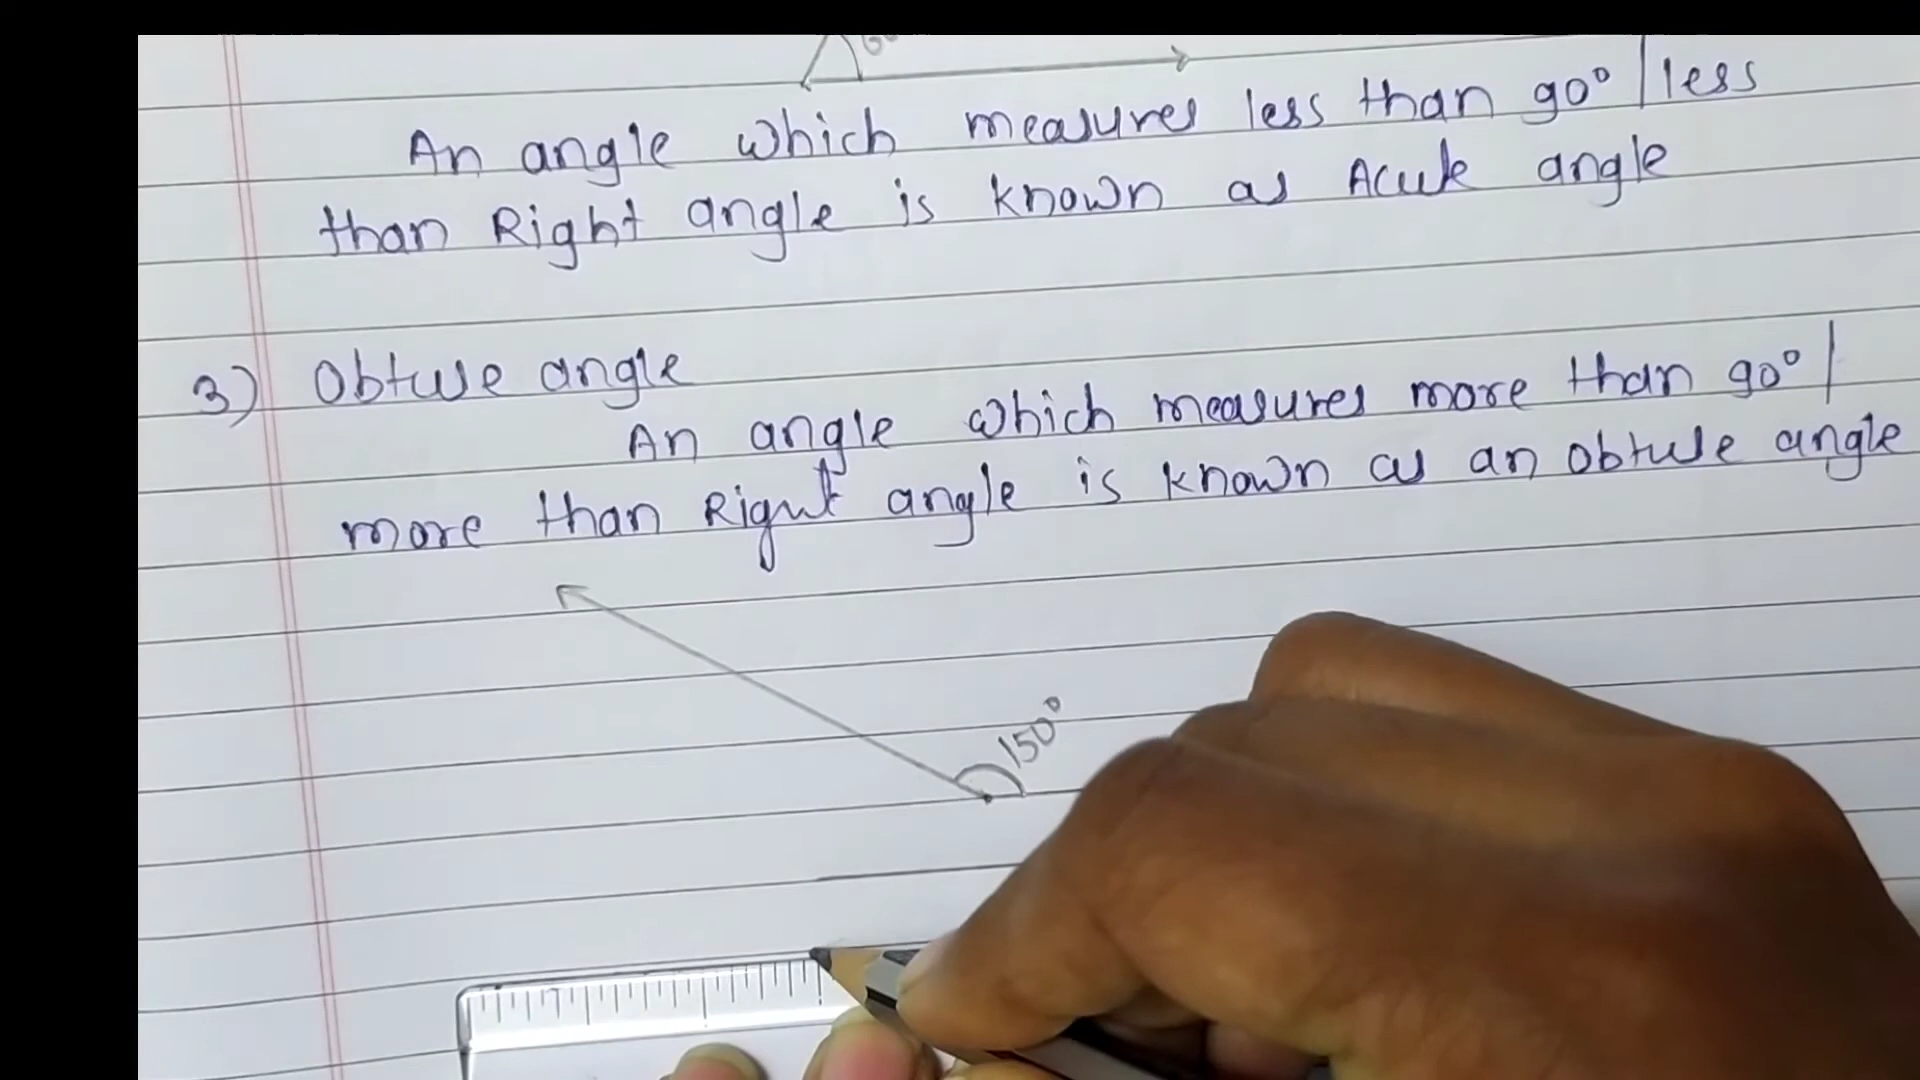 An angle which measures less than 90° / less
than Right angle is known as Acute angle
3) Obtuse angle
An angle which measures more than 90° /
more than Right angle is known as an obtuse angle
150°